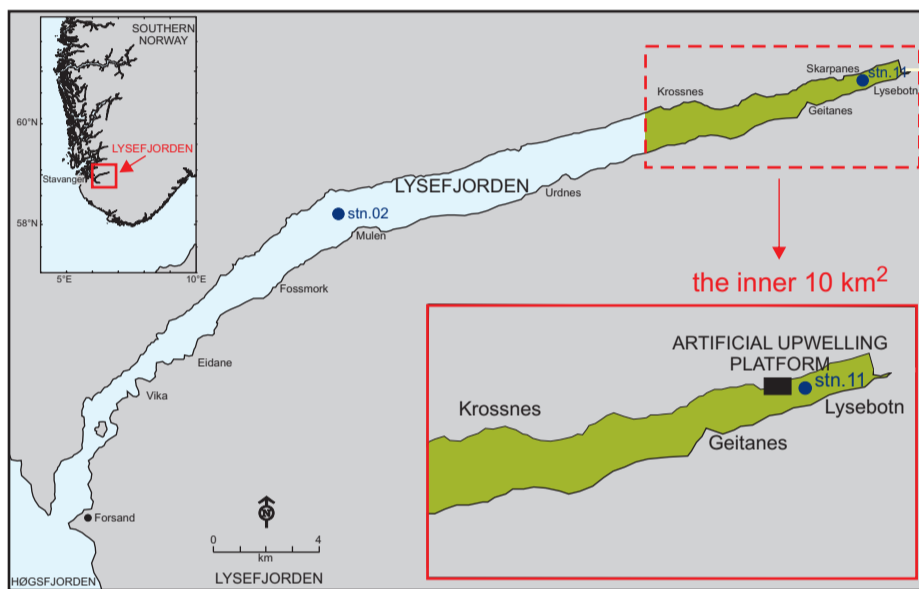 SOUTHERN
NORWAY
60°N
LYSEFJORDEN
Stavanger
58°N
5°E
10°E
Skarpanes
stn.11
Krossnes
Lysebotn
Geitanes
LYSEFJORDEN
Urdnes
stn.02
Mulen
Fossmork
Eidane
Vika
Forsand
HØGSFJORDEN
N
0
4
km
LYSEFJORDEN
the inner 10 km²
ARTIFICIAL UPWELLING
PLATFORM
stn.11
Krossnes
Lysebotn
Geitanes